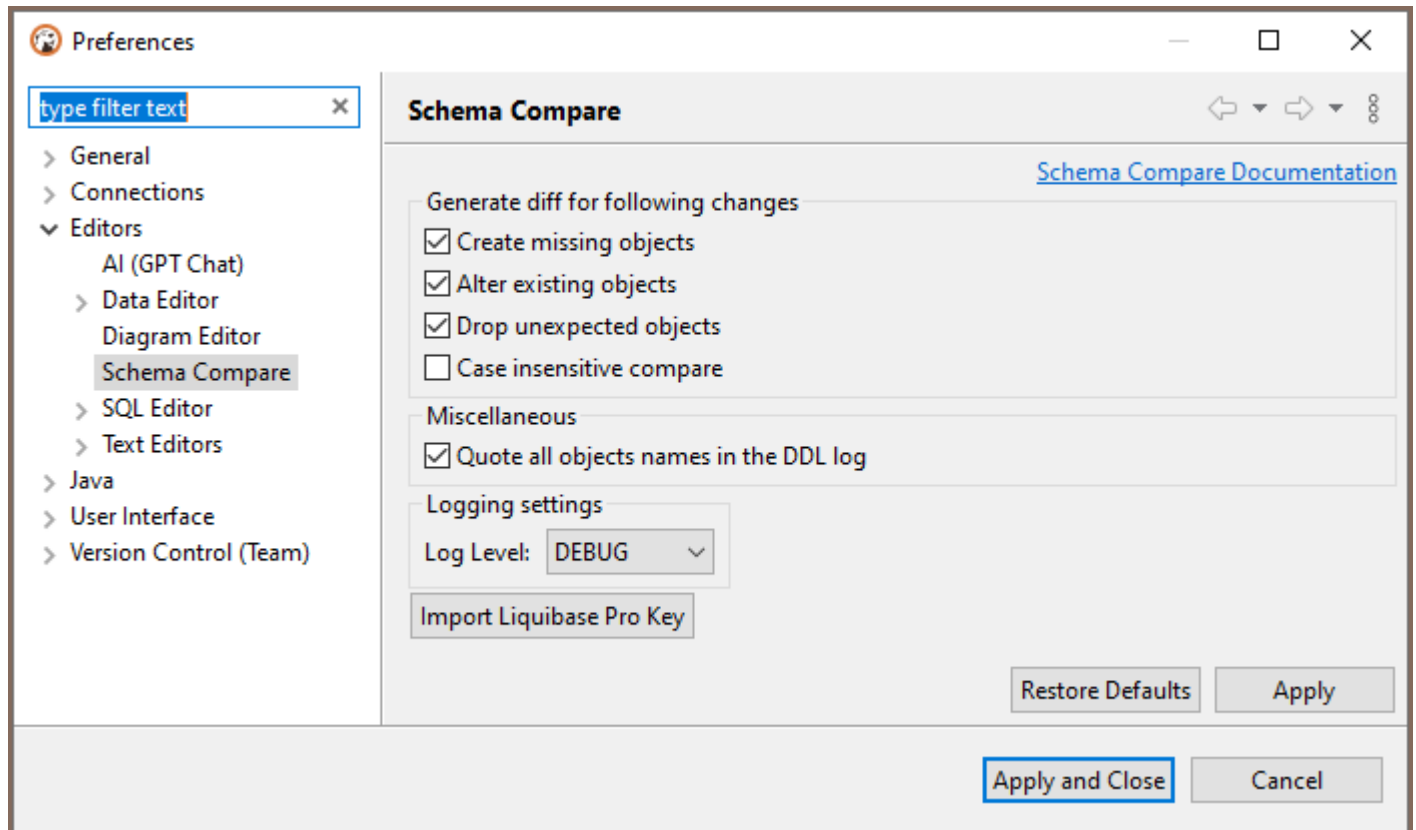 Preferences
type filter text
General
Connections
Editors
AI (GPT Chat)
Data Editor
Diagram Editor
Schema Compare
SQL Editor
Text Editors
Java
User Interface
Version Control (Team)
Schema Compare
Schema Compare Documentation
Generate diff for following changes
Create missing objects
Alter existing objects
Drop unexpected objects
Case insensitive compare
Miscellaneous
Quote all objects names in the DDL log
Logging settings
Log Level: DEBUG
Import Liquibase Pro Key
Restore Defaults Apply
Apply and Close Cancel